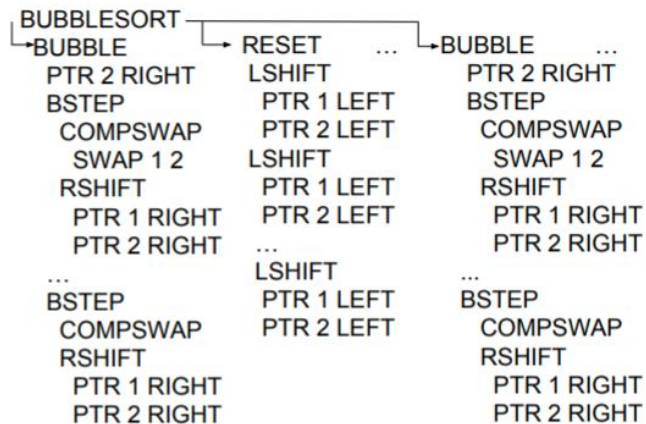 BUBBLESORT
BUBBLE
PTR 2 RIGHT
BSTEP
COMPSWAP
SWAP 1 2
RSHIFT
PTR 1 RIGHT
PTR 2 RIGHT
...
BSTEP
COMPSWAP
RSHIFT
PTR 1 RIGHT
PTR 2 RIGHT
RESET ...
LSHIFT
PTR 1 LEFT
PTR 2 LEFT
LSHIFT
PTR 1 LEFT
PTR 2 LEFT
...
LSHIFT
PTR 1 LEFT
PTR 2 LEFT
BUBBLE ...
PTR 2 RIGHT
BSTEP
COMPSWAP
SWAP 1 2
RSHIFT
PTR 1 RIGHT
PTR 2 RIGHT
...
BSTEP
COMPSWAP
RSHIFT
PTR 1 RIGHT
PTR 2 RIGHT